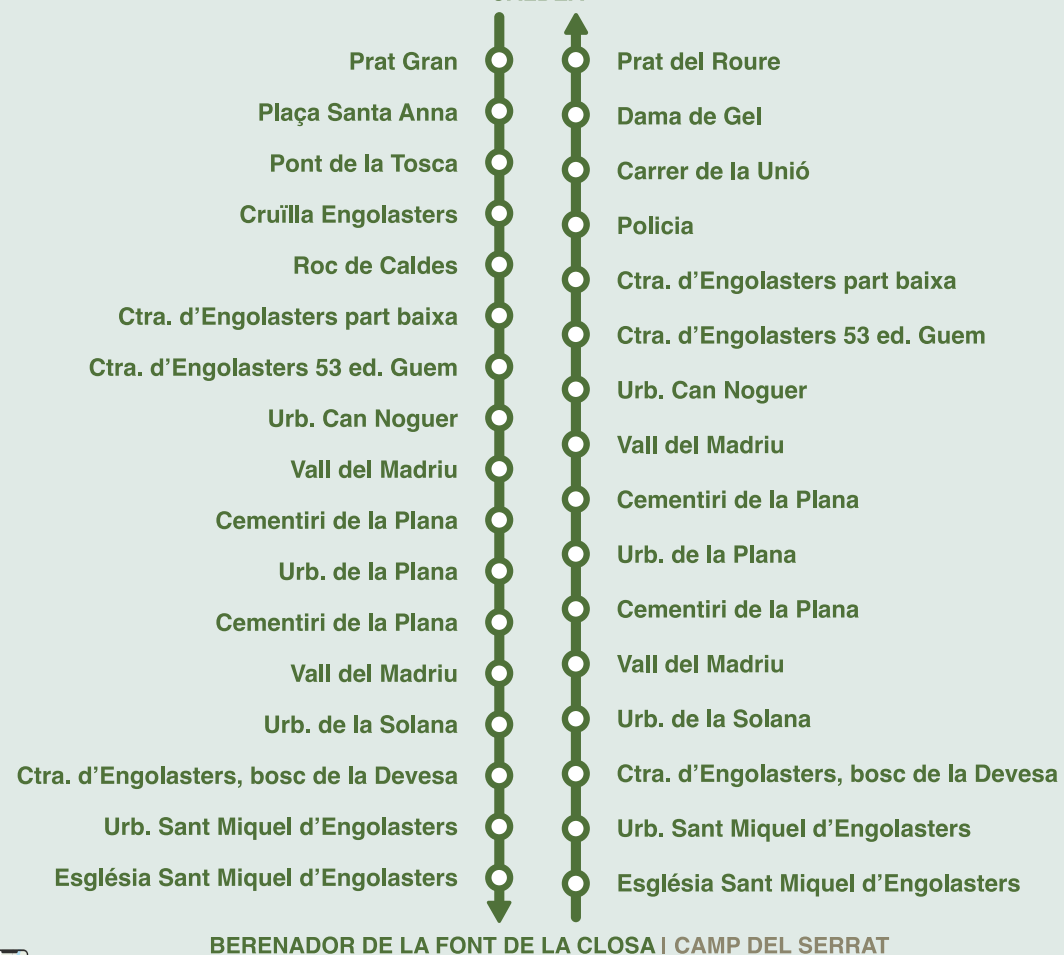 Prat Gran
Plaça Santa Anna
Pont de la Tosca
Cruïlla Engolasters
Roc de Caldes
Ctra. d’Engolasters part baixa
Ctra. d’Engolasters 53 ed. Guem
Urb. Can Noguer
Vall del Madriu
Cementiri de la Plana
Urb. de la Plana
Cementiri de la Plana
Vall del Madriu
Urb. de la Solana
Ctra. d’Engolasters, bosc de la Devesa
Urb. Sant Miquel d’Engolasters
Església Sant Miquel d’Engolasters
Prat del Roure
Dama de Gel
Carrer de la Unió
Policia
Ctra. d’Engolasters part baixa
Ctra. d’Engolasters 53 ed. Guem
Urb. Can Noguer
Vall del Madriu
Cementiri de la Plana
Urb. de la Plana
Cementiri de la Plana
Vall del Madriu
Urb. de la Solana
Ctra. d’Engolasters, bosc de la Devesa
Urb. Sant Miquel d’Engolasters
Església Sant Miquel d’Engolasters
BERENADOR DE LA FONT DE LA CLOSA | CAMP DEL SERRAT